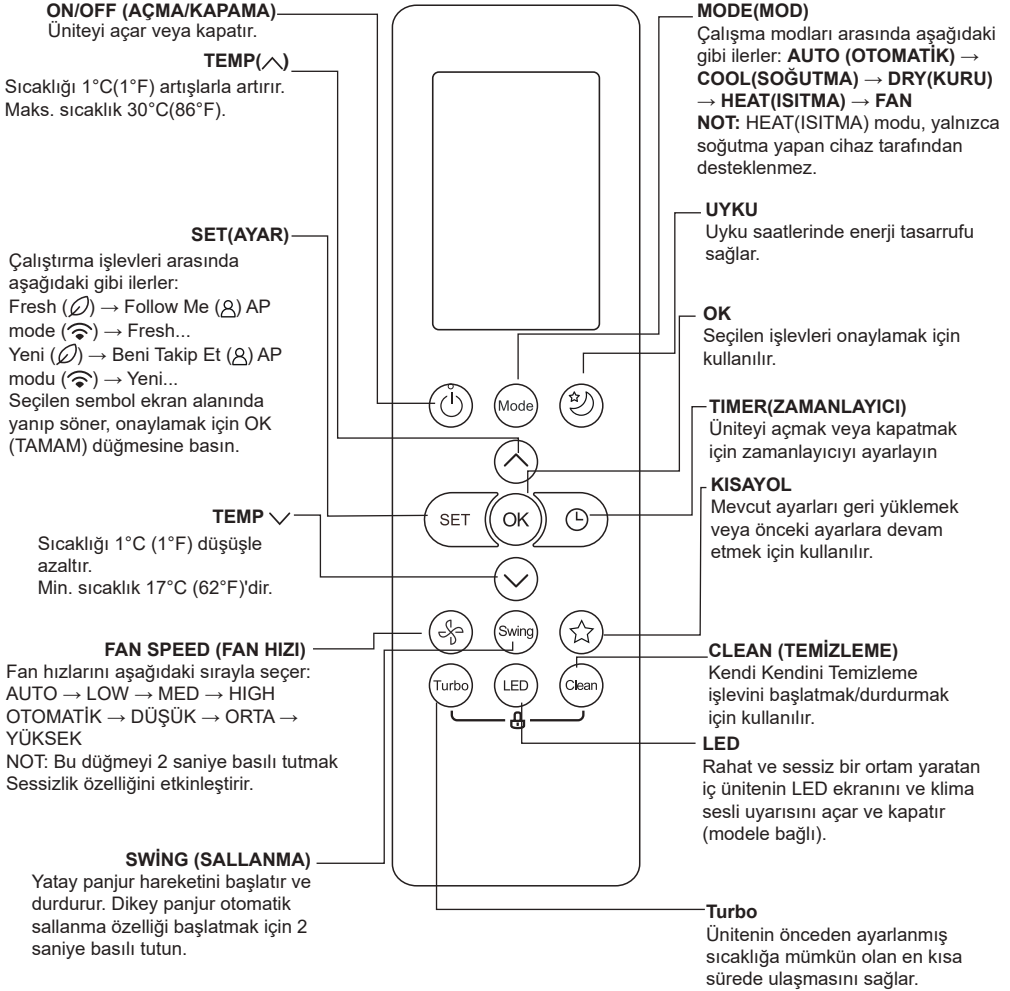 ON/OFF (AÇMA/KAPAMA)
Üniteyi açar veya kapatır.
TEMP(︿)
Sıcaklığı 1°C(1°F) artışlarla artırır.
Maks. sıcaklık 30°C(86°F).
SET(AYAR)
Çalıştırma işlevleri arasında
aşağıdaki gibi ilerler:
Fresh () → Follow Me () AP
mode () → Fresh...
Yeni () → Beni Takip Et () AP
modu () → Yeni...
Seçilen sembol ekran alanında
yanıp söner, onaylamak için OK
(TAMAM) düğmesine basın.
TEMP ﹀
Sıcaklığı 1°C (1°F) düşüşle
azaltır.
Min. sıcaklık 17°C (62°F)'dir.
FAN SPEED (FAN HIZI)
Fan hızlarını aşağıdaki sırayla seçer:
AUTO → LOW → MED → HIGH
OTOMATİK → DÜŞÜK → ORTA →
YÜKSEK
NOT: Bu düğmeyi 2 saniye basılı tutmak
Sessizlik özelliğini etkinleştirir.
SWİNG (SALLANMA)
Yatay panjur hareketini başlatır ve
durdurur. Dikey panjur otomatik
sallanma özelliği başlatmak için 2
saniye basılı tutun.
Mode
SET
OK
Swing
Turbo
LED
Clean
MODE(MOD)
Çalışma modları arasında aşağıdaki
gibi ilerler: AUTO (OTOMATİK) →
COOL(SOĞUTMA) → DRY(KURU)
→ HEAT(ISITMA) → FAN
NOT: HEAT(ISITMA) modu, yalnızca
soğutma yapan cihaz tarafından
desteklenmez.
UYKU
Uyku saatlerinde enerji tasarrufu
sağlar.
OK
Seçilen işlevleri onaylamak için
kullanılır.
TIMER(ZAMANLAYICI)
Üniteyi açmak veya kapatmak
için zamanlayıcıyı ayarlayın
KISAYOL
Mevcut ayarları geri yüklemek
veya önceki ayarlara devam
etmek için kullanılır.
CLEAN (TEMİZLEME)
Kendi Kendini Temizleme
işlevini başlatmak/durdurmak
için kullanılır.
LED
Rahat ve sessiz bir ortam yaratan
iç ünitenin LED ekranını ve klima
sesli uyarısını açar ve kapatır
(modele bağlı).
Turbo
Ünitenin önceden ayarlanmış
sıcaklığa mümkün olan en kısa
sürede ulaşmasını sağlar.